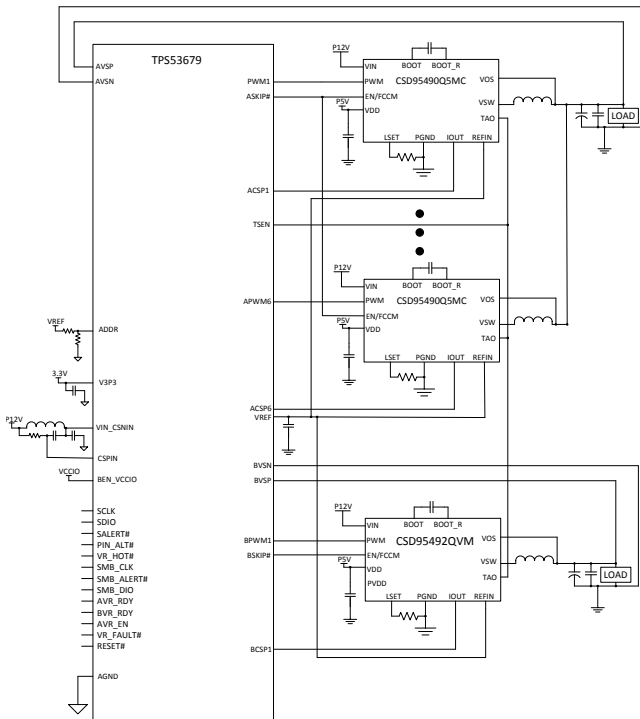 TPS53679
AVSP
AVSN
ADDR
VREF
3.3V
V3P3
P12V
VIN_CSNIN
CSPIN
VCCIO
BEN_VCCIO
SCLK
SDIO
SALERT#
PIN_ALT#
VR_HOT#
SMB_CLK
SMB_ALERT#
SMB_DIO
AVR_RDY
BVR_RDY
AVR_EN
VR_FAULT#
RESET#
AGND
PWM1
ASKIP#
ACSP1
TSEN
APWM6
ACSP6
VREF
BVSN
BVSP
BPWM1
BSKIP#
BCSP1
P12V
P5V
VIN
BOOT BOOT_R
PWM CSD95490Q5MC
EN/FCCM
VDD
VOS
VSW
TAO
LSET PGND IOUT REFIN
LOAD
P12V
P5V
VIN
BOOT BOOT_R
PWM CSD95490Q5MC
EN/FCCM
VDD
VOS
VSW
TAO
LSET PGND IOUT REFIN
P12V
P5V
VIN
BOOT BOOT_R
PWM CSD95492QVM
EN/FCCM
VDD
PVDD
VOS
VSW
TAO
LSET PGND IOUT REFIN
LOAD